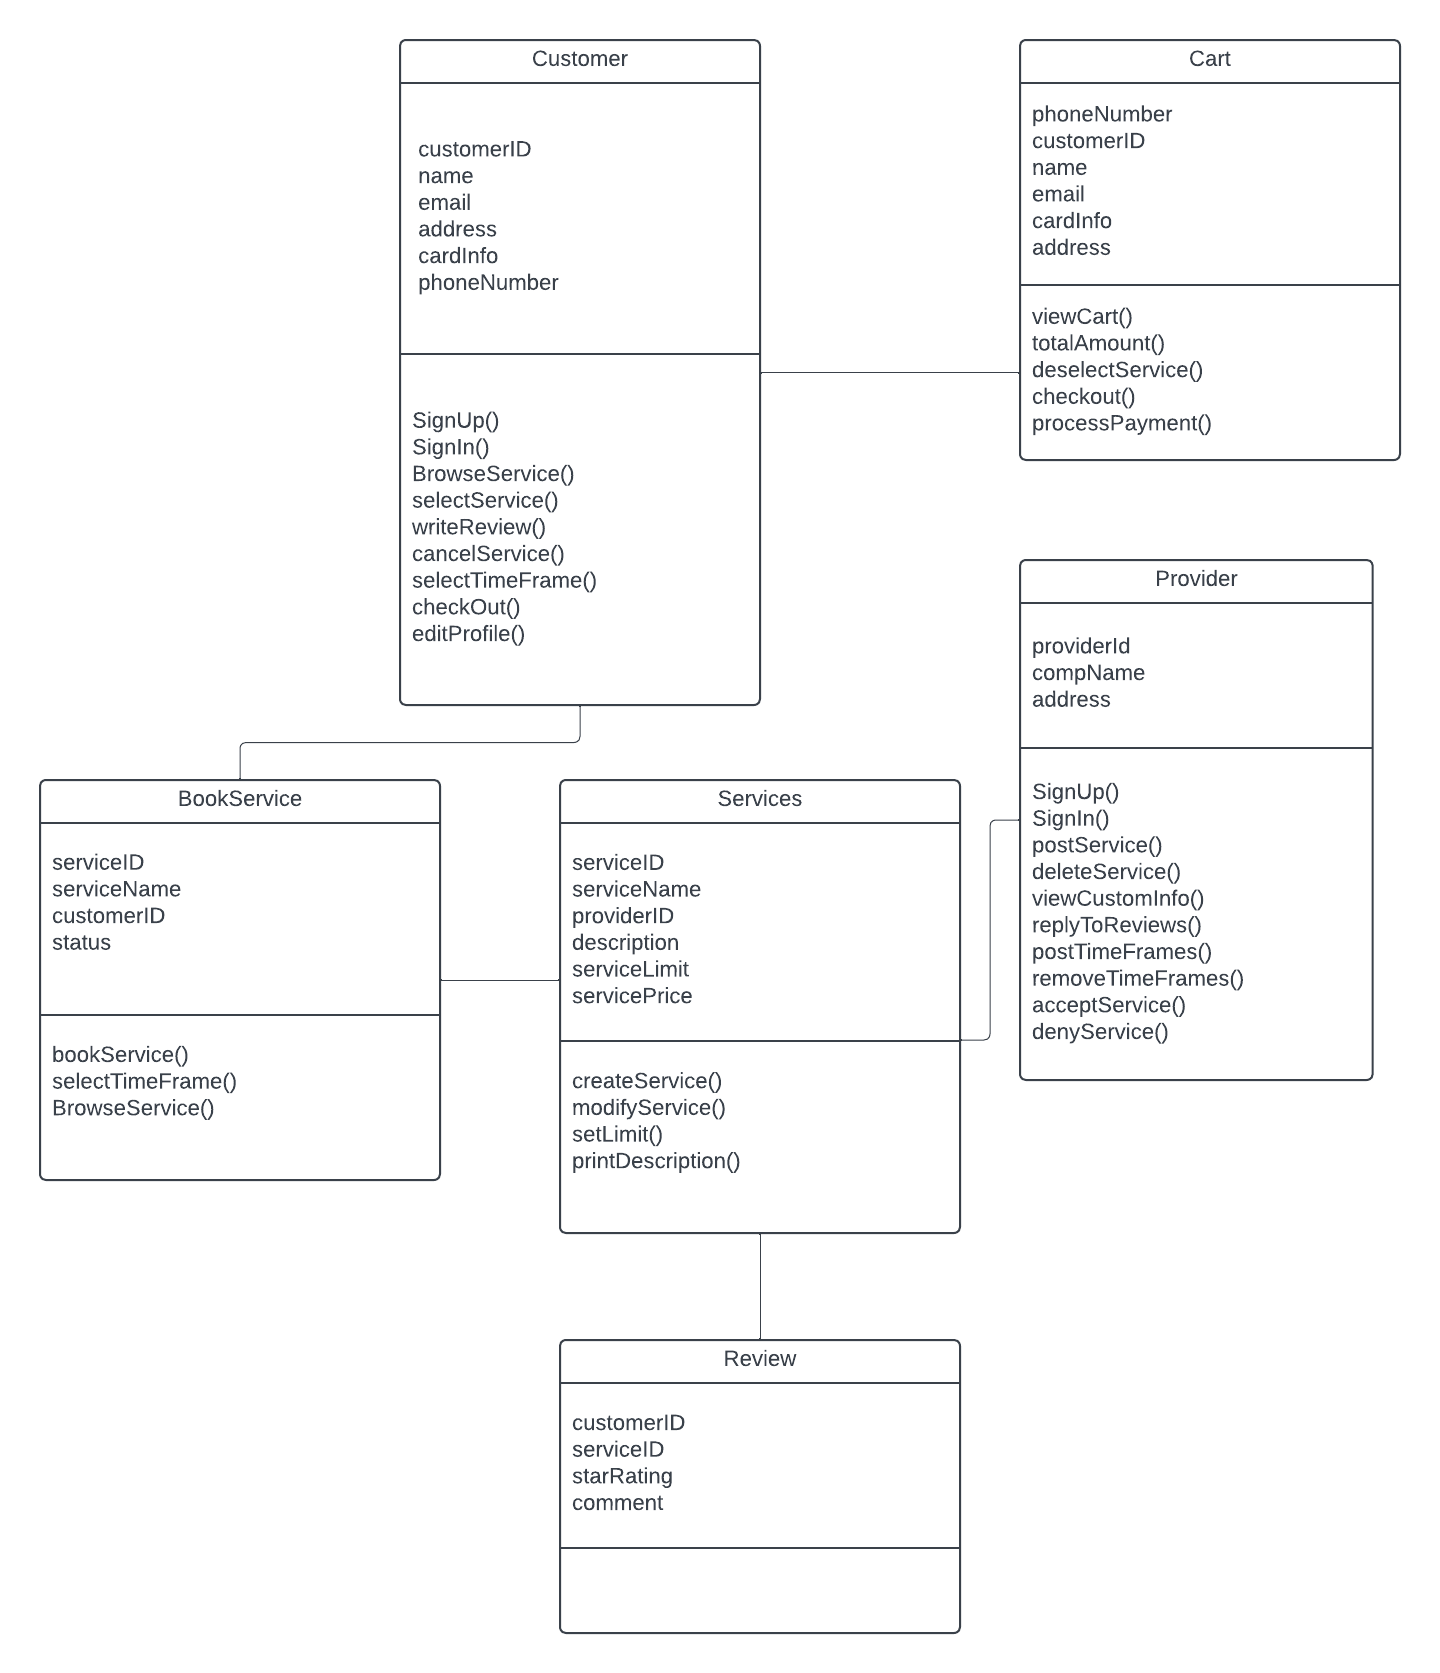 Customer
customerID
name
email
address
cardInfo
phoneNumber
SignUp()
SignIn()
BrowseService()
selectService()
writeReview()
cancelService()
selectTimeFrame()
checkOut()
editProfile()
Cart
phoneNumber
customerID
name
email
cardInfo
address
viewCart()
totalAmount()
deselectService()
checkout()
processPayment()
Provider
providerId
compName
address
SignUp()
SignIn()
postService()
deleteService()
viewCustomInfo()
replyToReviews()
postTimeFrames()
removeTimeFrames()
acceptService()
denyService()
BookService
serviceID
serviceName
customerID
status
bookService()
selectTimeFrame()
BrowseService()
Services
serviceID
serviceName
providerID
description
serviceLimit
servicePrice
createService()
modifyService()
setLimit()
printDescription()
Review
customerID
serviceID
starRating
comment